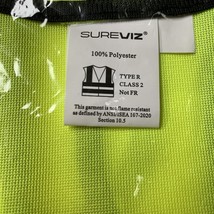 SUREVIZ®
100% Polyester
TYPE R
CLASS 2
Not FR
This garment is not flame resistant
as defined by ANSI/ISEA 107-2020
Section 10.5